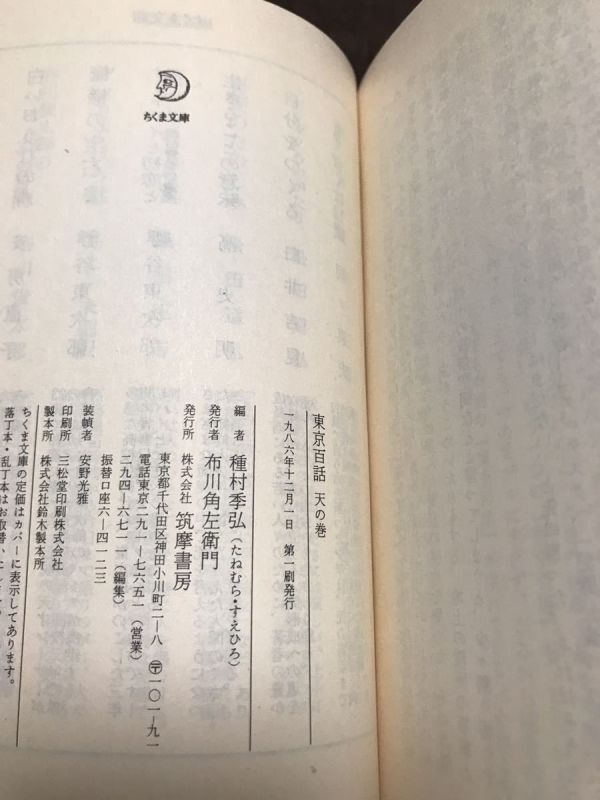 ちくま文庫
東京百話 天の巻
一九八六年十二月一日 第一刷発行
編者 種村季弘(たねむら・すえひろ)
発行者 布川角左衛門
発行所 株式会社 筑摩書房
東京都千代田区神田小川町二―八 〒一〇一―九一
電話東京二九一―七六五一(営業)
二九四―六七一一(編集)
振替口座六―四一二三
装幀者 安野光雅
印刷所 三松堂印刷株式会社
製本所 株式会社鈴木製本所
ちくま文庫の定価はカバーに表示してあります。
落丁本・乱丁本はお取替い